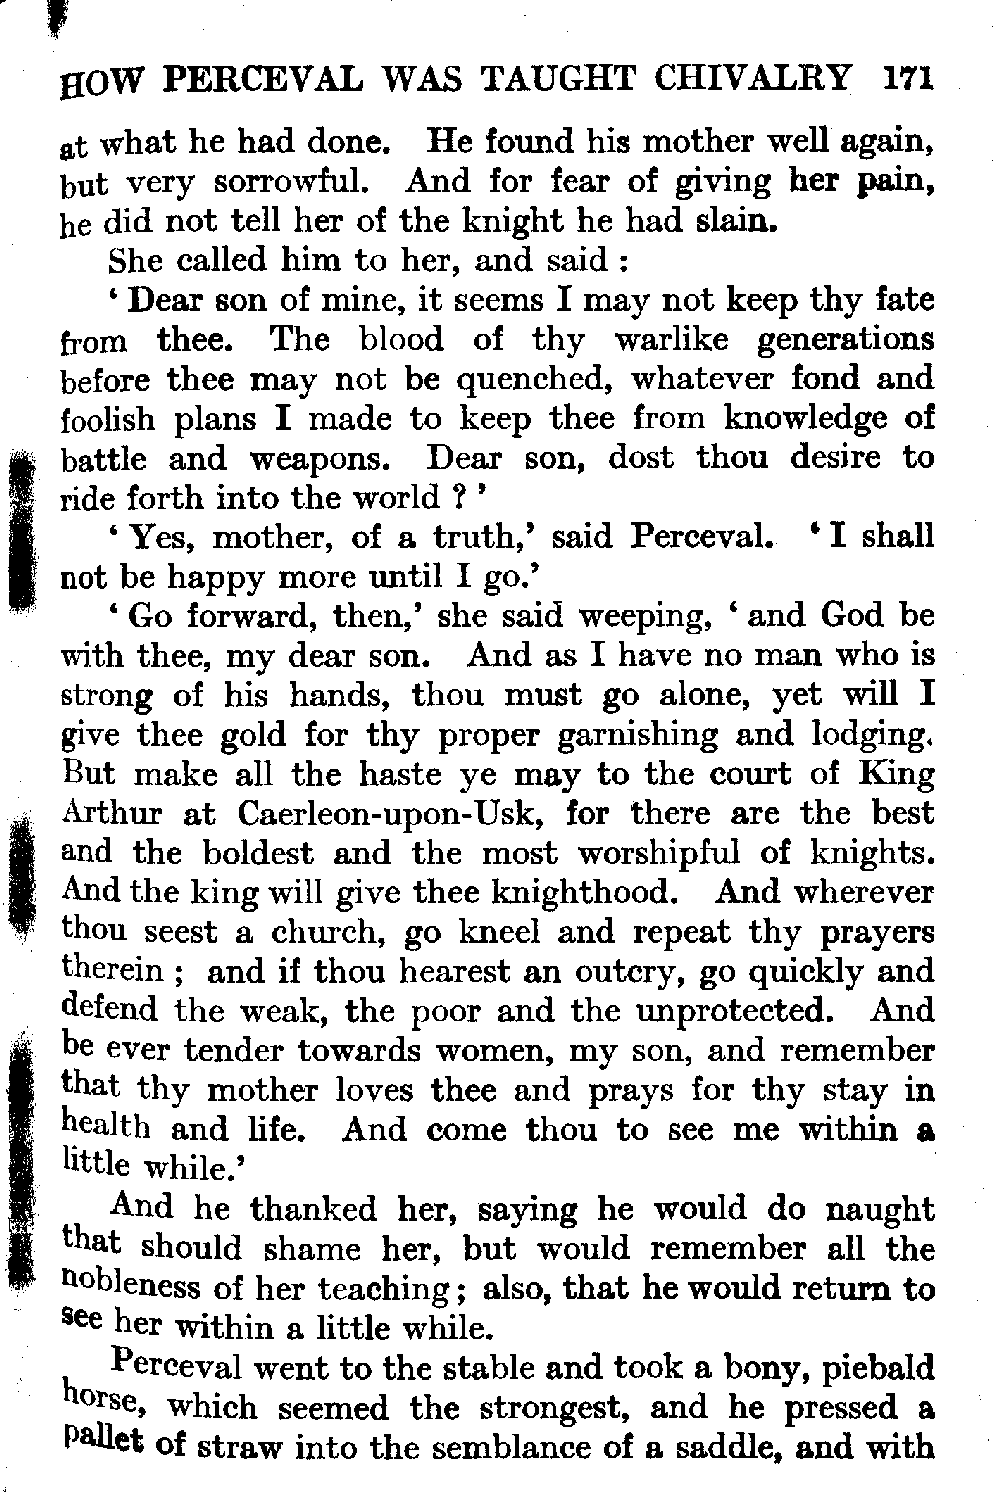 HOW PERCEVAL WAS TAUGHT CHIVALRY 171
at what he had done. He found his mother well again,
but very sorrowful. And for fear of giving her pain,
he did not tell her of the knight he had slain.
She called him to her, and said :
‘ Dear son of mine, it seems I may not keep thy fate
from thee. The blood of thy warlike generations
before thee may not be quenched, whatever fond and
foolish plans I made to keep thee from knowledge of
battle and weapons. Dear son, dost thou desire to
ride forth into the world ? ’
‘ Yes, mother, of a truth,’ said Perceval. ‘ I shall
not be happy more until I go.’
‘ Go forward, then,’ she said weeping, ‘ and God be
with thee, my dear son. And as I have no man who is
strong of his hands, thou must go alone, yet will I
give thee gold for thy proper garnishing and lodging.
But make all the haste ye may to the court of King
Arthur at Caerleon-upon-Usk, for there are the best
and the boldest and the most worshipful of knights.
And the king will give thee knighthood. And wherever
thou seest a church, go kneel and repeat thy prayers
therein ; and if thou hearest an outcry, go quickly and
defend the weak, the poor and the unprotected. And
be ever tender towards women, my son, and remember
that thy mother loves thee and prays for thy stay in
health and life. And come thou to see me within a
little while.’
And he thanked her, saying he would do naught
that should shame her, but would remember all the
nobleness of her teaching ; also, that he would return to
see her within a little while.
Perceval went to the stable and took a bony, piebald
horse, which seemed the strongest, and he pressed a
pallet of straw into the semblance of a saddle, and with